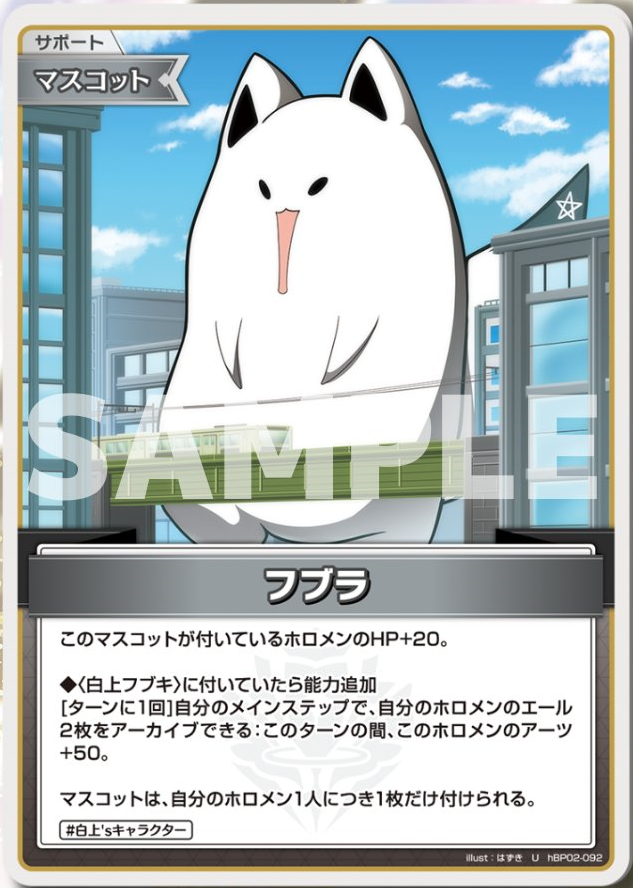 サポート
マスコット
SAMPLE
フブラ
このマスコットが付いているホロメンのHP+20。
◆〈白上フブキ〉に付いていたら能力追加
[ターンに1回]自分のメインステップで、自分のホロメンのエール
2枚をアーカイブできる：このターンの間、このホロメンのアーツ
+50。
マスコットは、自分のホロメン1人につき1枚だけ付けられる。
#白上'sキャラクター
illust：はずき U hBP02-092